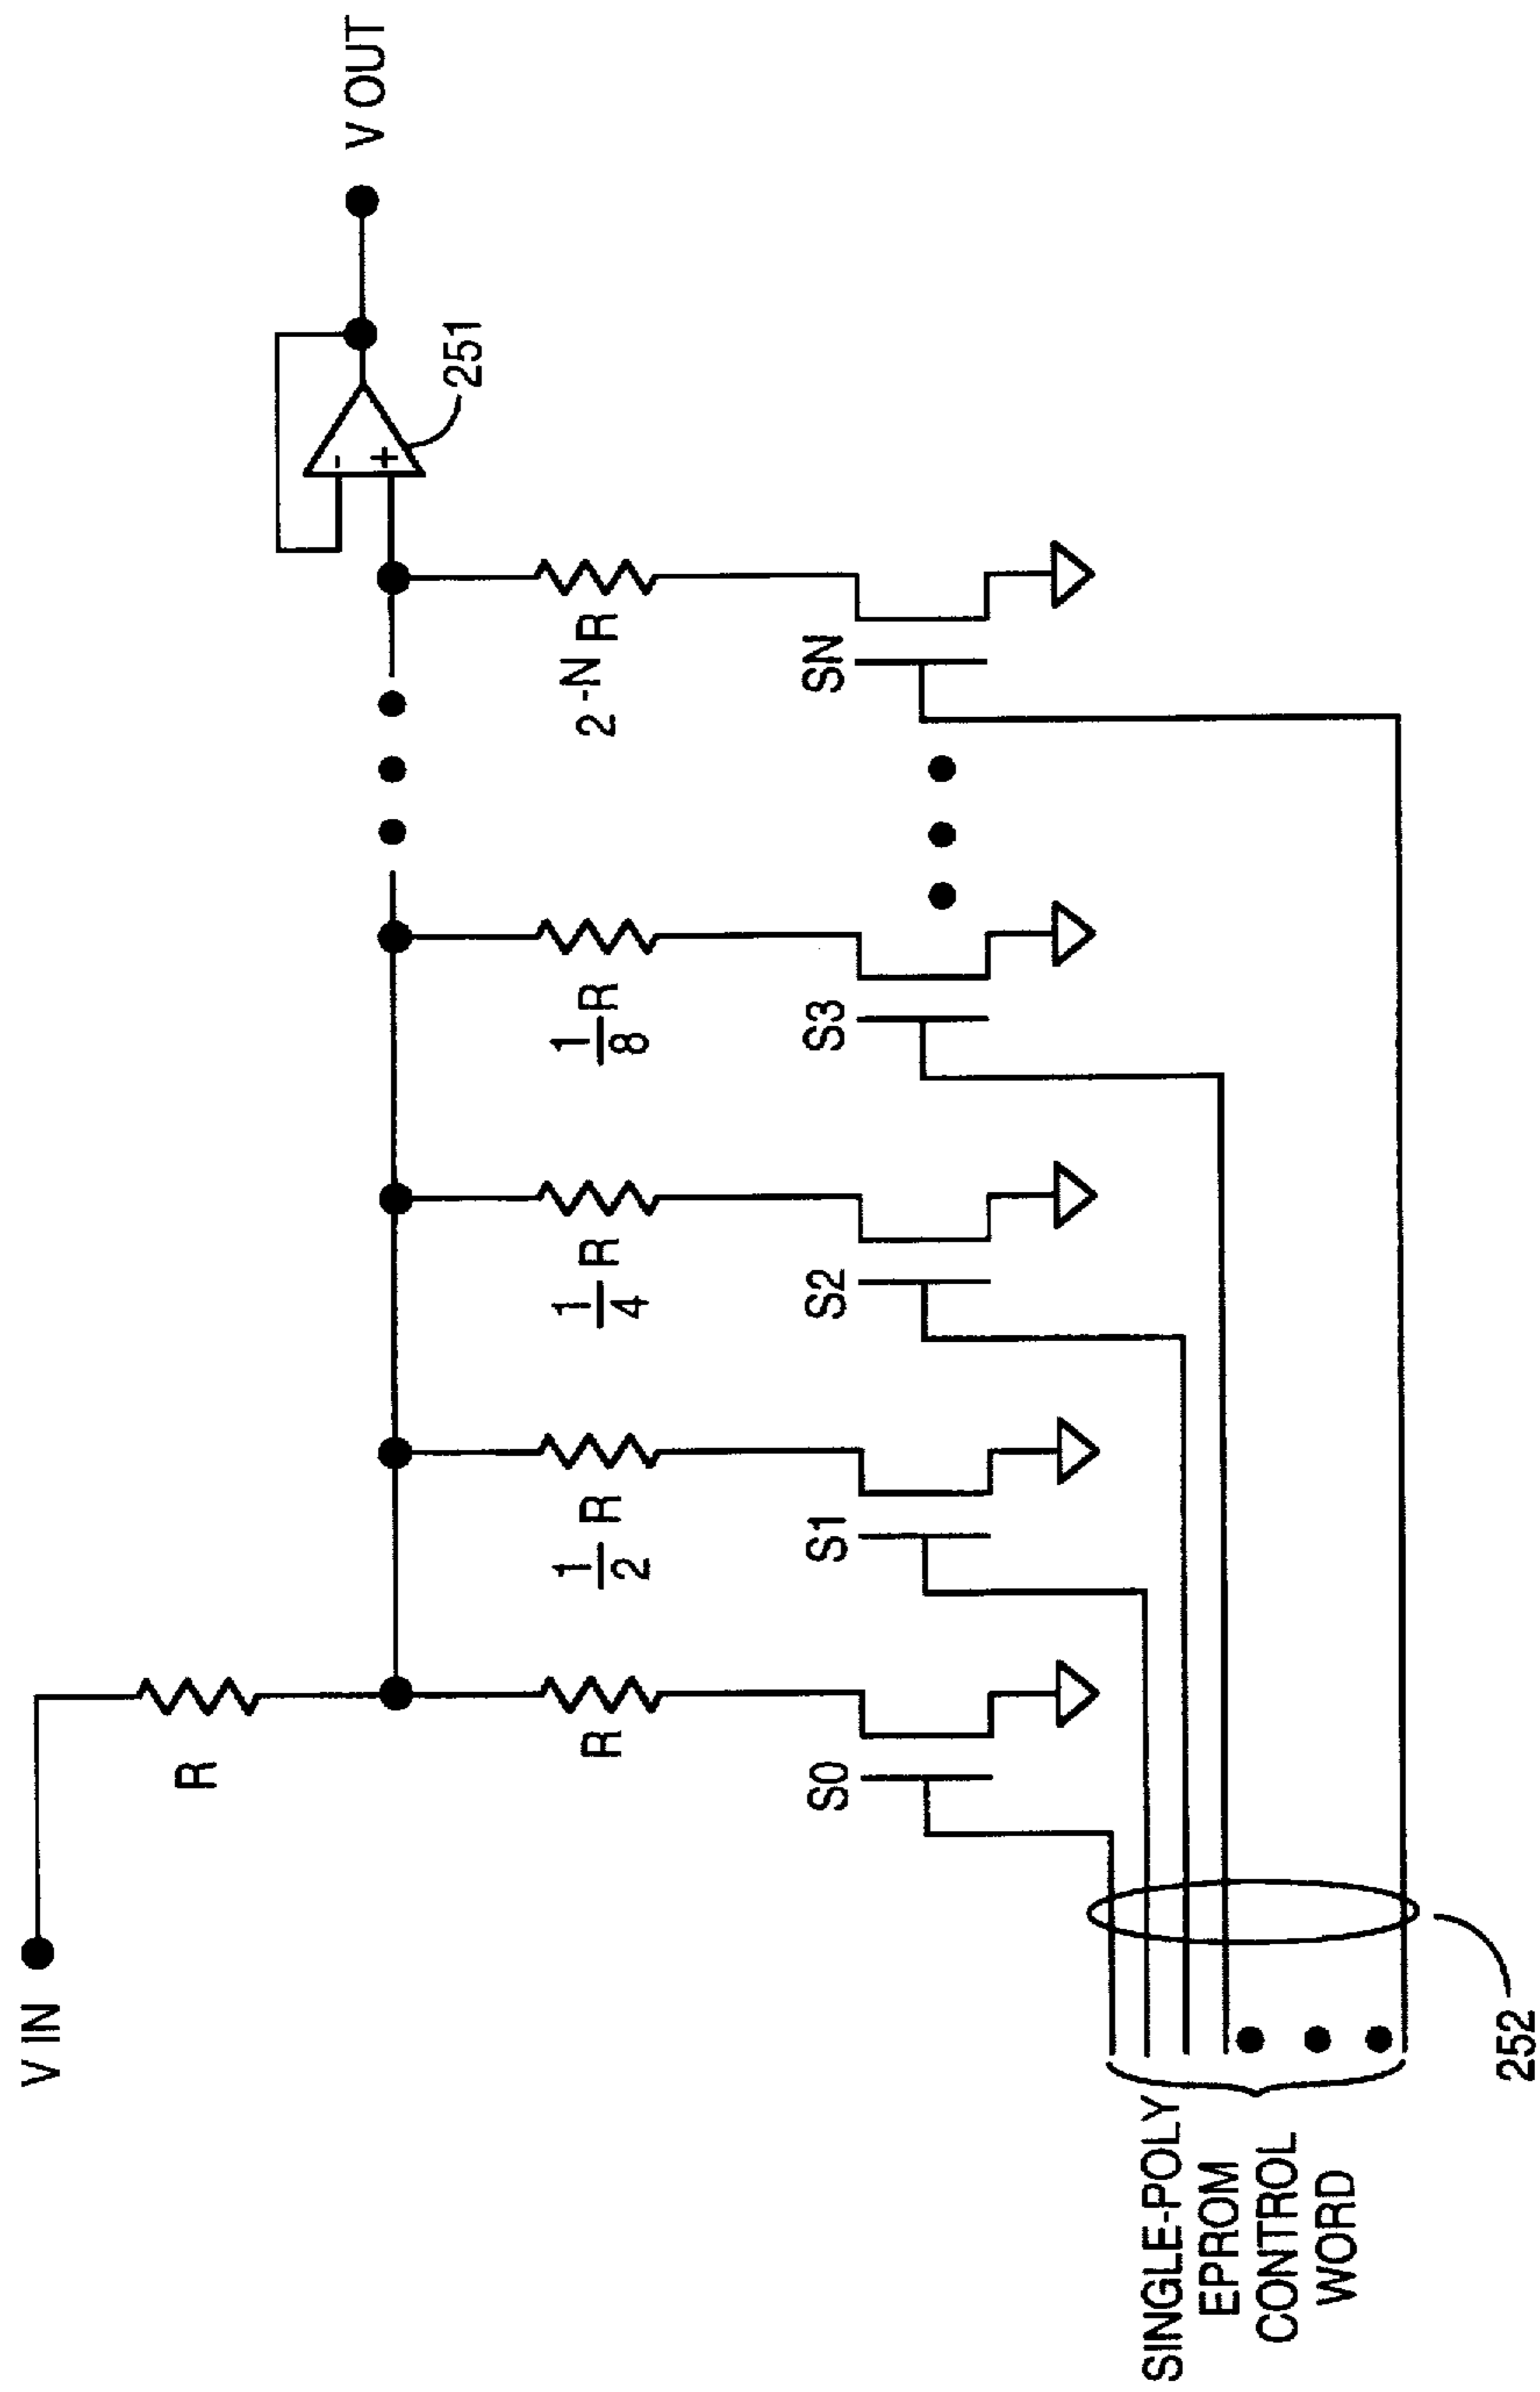 V IN
R
V OUT
-
+
251
R
1/2 R
1/4 R
1/8 R
2^-N R
S0
S1
S2
S3
SN
SINGLE-POLY
EPROM
CONTROL
WORD
252